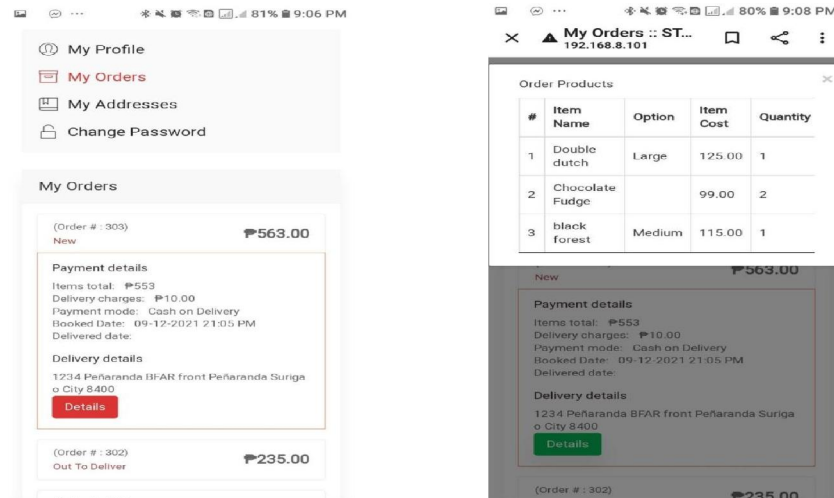 81% 9:06 PM
My Profile
My Orders
My Addresses
Change Password
My Orders
(Order # : 303)
New
₱563.00
Payment details
Items total: ₱553
Delivery charges: ₱10.00
Payment mode: Cash on Delivery
Booked Date: 09-12-2021 21:05 PM
Delivered date:
Delivery details
1234 Peñaranda BFAR front Peñaranda Suriga
o City 8400
Details
(Order # : 302)
Out To Deliver
₱235.00
80% 9:08 PM
My Orders :: ST...
192.168.8.101
Order Products
# Item Name Option Item Cost Quantity
1 Double dutch Large 125.00 1
2 Chocolate Fudge 99.00 2
3 black forest Medium 115.00 1
New
₱563.00
Payment details
Items total: ₱553
Delivery charges: ₱10.00
Payment mode: Cash on Delivery
Booked Date: 09-12-2021 21:05 PM
Delivered date:
Delivery details
1234 Peñaranda BFAR front Peñaranda Suriga
o City 8400
Details
(Order # : 302)
₱235.00